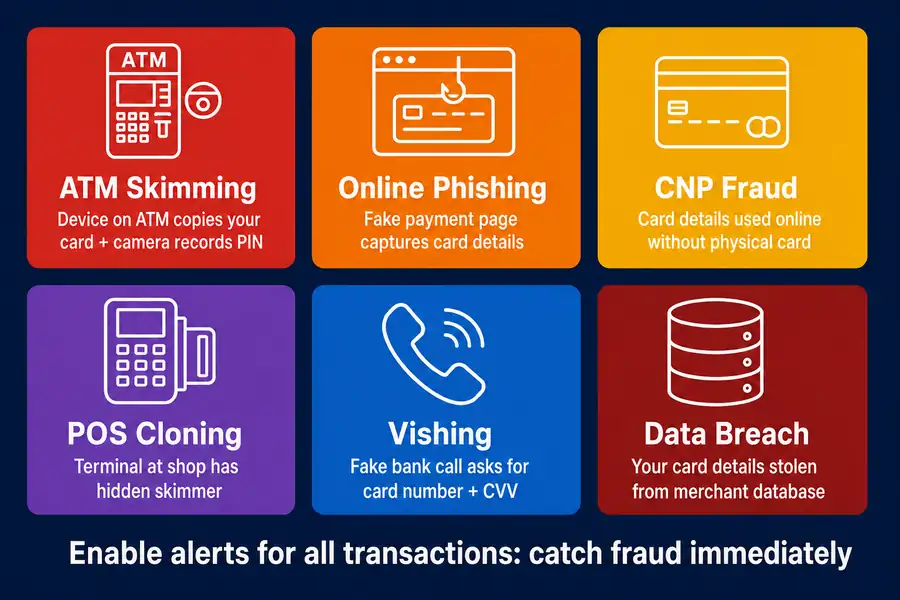 ATM
ATM Skimming
Device on ATM copies your
card + camera records PIN
Online Phishing
Fake payment page
captures card details
CNP Fraud
Card details used online
without physical card
POS Cloning
Terminal at shop has
hidden skimmer
Vishing
Fake bank call asks for
card number + CVV
Data Breach
Your card details stolen
from merchant database
Enable alerts for all transactions: catch fraud immediately